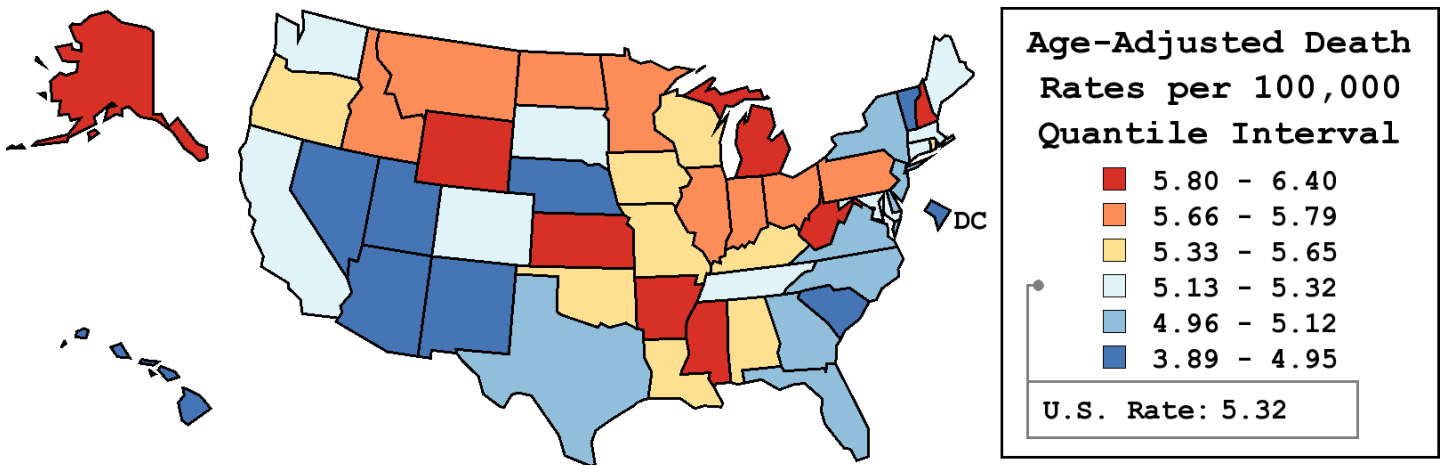 DC
Age-Adjusted Death
Rates per 100,000
Quantile Interval
5.80 - 6.40
5.66 - 5.79
5.33 - 5.65
5.13 - 5.32
4.96 - 5.12
3.89 - 4.95
U.S. Rate: 5.32